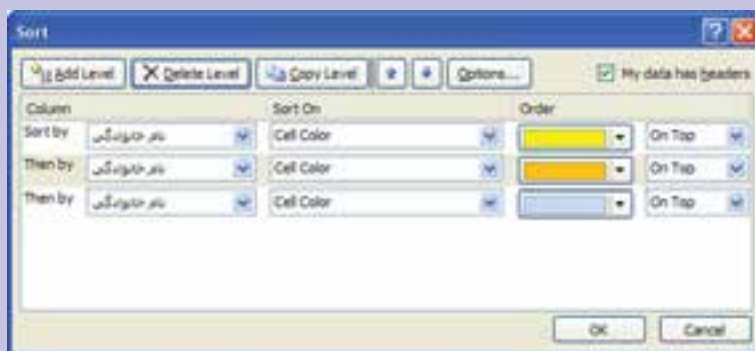 Sort
Add Level Delete Level Copy Level Options... My data has headers
Column Sort On Order
Sort by نام خانوادگی Cell Color On Top
Then by نام خانوادگی Cell Color On Top
Then by نام خانوادگی Cell Color On Top
OK Cancel